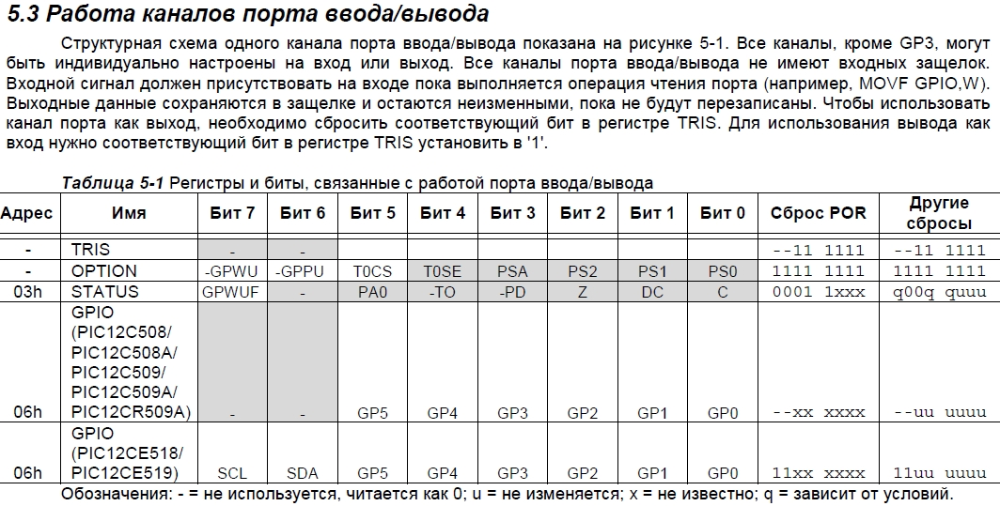 5.3 Работа каналов порта ввода/вывода
Структурная схема одного канала порта ввода/вывода показана на рисунке 5-1. Все каналы, кроме GP3, могут
быть индивидуально настроены на вход или выход. Все каналы порта ввода/вывода не имеют входных защелок.
Входной сигнал должен присутствовать на входе пока выполняется операция чтения порта (например, MOVF GPIO,W).
Выходные данные сохраняются в защелке и остаются неизменными, пока не будут перезаписаны. Чтобы использовать
канал порта как выход, необходимо сбросить соответствующий бит в регистре TRIS. Для использования вывода как
вход нужно соответствующий бит в регистре TRIS установить в '1'.
Таблица 5-1 Регистры и биты, связанные с работой порта ввода/вывода
Адрес Имя Бит 7 Бит 6 Бит 5 Бит 4 Бит 3 Бит 2 Бит 1 Бит 0 Сброс POR Другие
сбросы
- TRIS - - --11 1111 --11 1111
- OPTION -GPWU -GPPU T0CS T0SE PSA PS2 PS1 PS0 1111 1111 1111 1111
03h STATUS GPWUF - PA0 -TO -PD Z DC C 0001 1xxx q00q quuu
GPIO
(PIC12C508/
PIC12C508A/
PIC12C509/
PIC12C509A/
06h PIC12CR509A) - - GP5 GP4 GP3 GP2 GP1 GP0 --xx xxxx --uu uuuu
GPIO
(PIC12CE518/
06h PIC12CE519) SCL SDA GP5 GP4 GP3 GP2 GP1 GP0 11xx xxxx 11uu uuuu
Обозначения: - = не используется, читается как 0; u = не изменяется; x = не известно; q = зависит от условий.